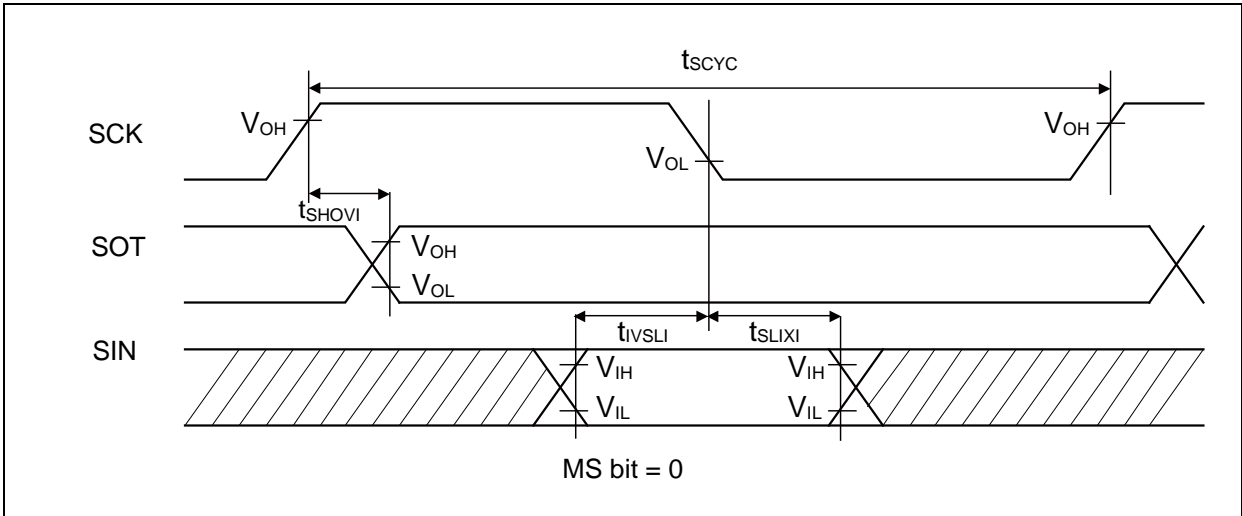 tSCYC
SCK
VOH
VOL
VOH
tSHOVI
SOT
VOH
VOL
tIVSLI
tSLIXI
SIN
VIH
VIH
VIL
VIL
MS bit = 0